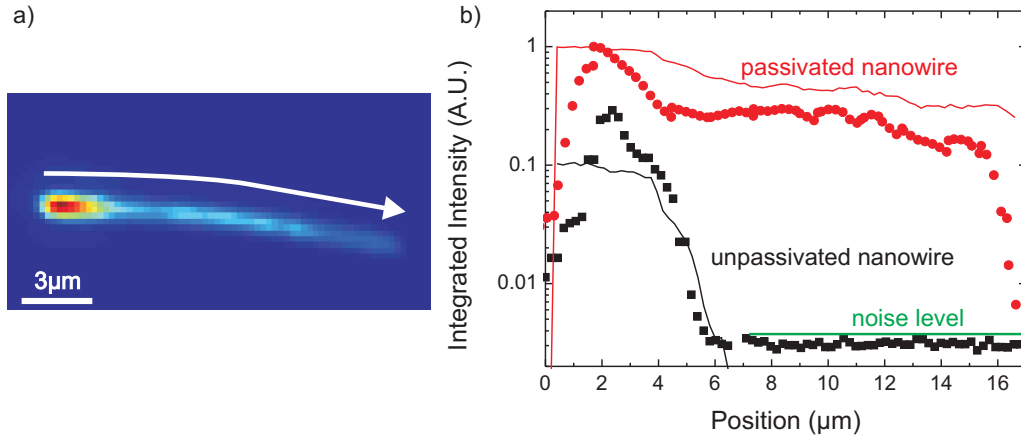 a)
3µm
b)
Integrated Intensity (A.U.)
1
0.1
0.01
passivated nanowire
unpassivated nanowire
noise level
0 2 4 6 8 10 12 14 16
Position (µm)